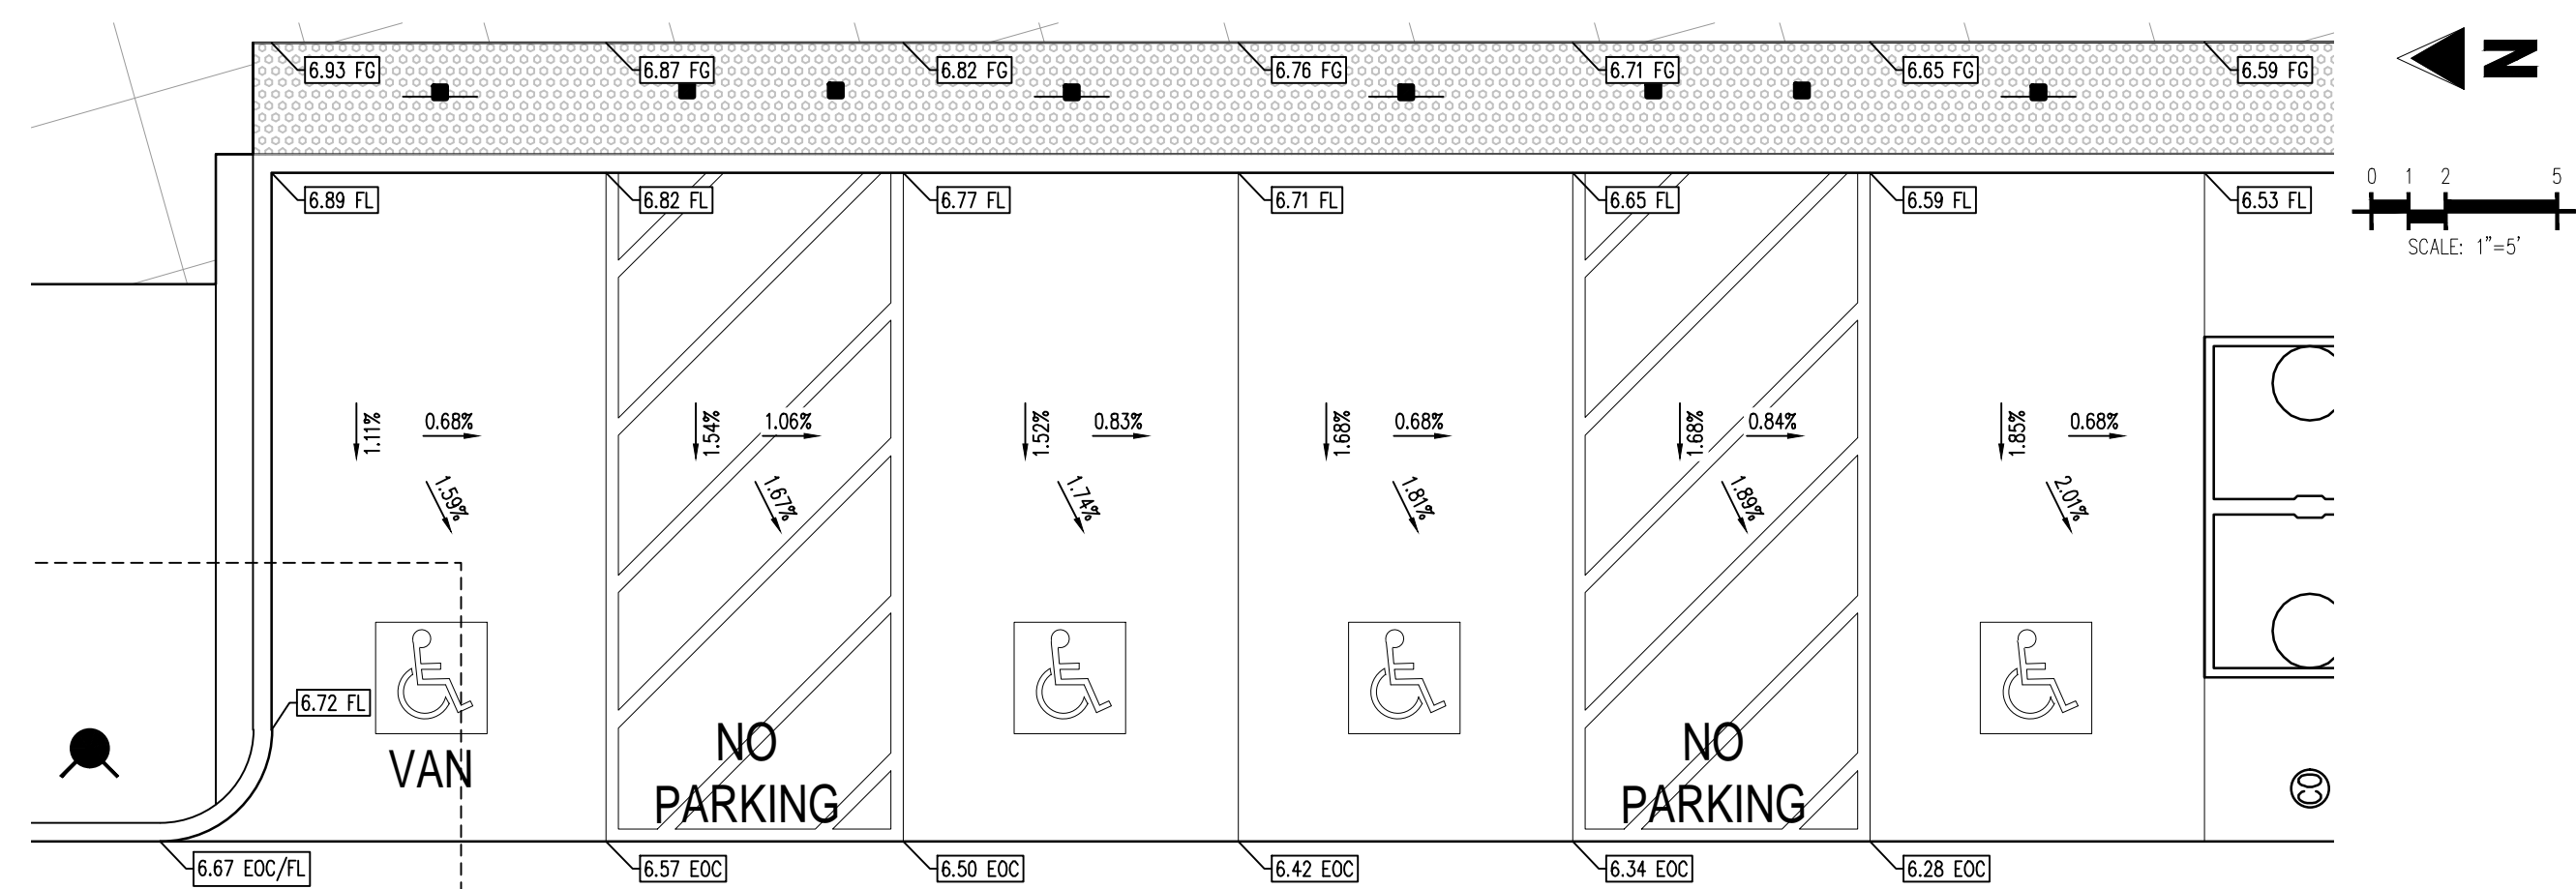 6.93 FG
6.87 FG
6.82 FG
6.76 FG
6.71 FG
6.65 FG
6.59 FG
N
6.89 FL
6.82 FL
6.77 FL
6.71 FL
6.65 FL
6.59 FL
6.53 FL
0 1 2 5
SCALE: 1"=5'
1.11%
0.68%
1.59%
1.54%
1.06%
1.67%
1.52%
0.83%
1.74%
1.68%
0.68%
1.81%
1.68%
0.84%
1.89%
1.85%
0.68%
2.01%
6.72 FL
VAN
NO
PARKING
NO
PARKING
CO
6.67 EOC/FL
6.57 EOC
6.50 EOC
6.42 EOC
6.34 EOC
6.28 EOC